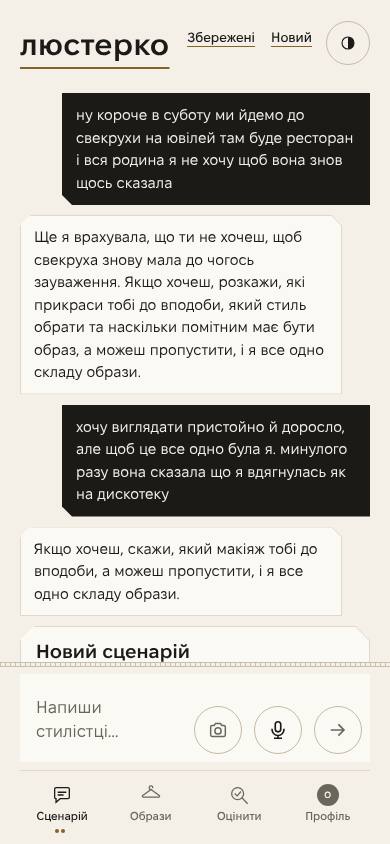 люстерко
Збережені
Новий
ну короче в суботу ми йдемо до
свекрухи на ювілей там буде ресторан
і вся родина я не хочу щоб вона знов
щось сказала
Ще я врахувала, що ти не хочеш, щоб
свекруха знову мала до чогось
зауваження. Якщо хочеш, розкажи, які
прикраси тобі до вподоби, який стиль
обрати та наскільки помітним має бути
образ, а можеш пропустити, і я все одно
складу образи.
хочу виглядати пристойно й доросло,
але щоб це все одно була я. минулого
разу вона сказала що я вдягнулась як
на дискотеку
Якщо хочеш, скажи, який макіяж тобі до
вподоби, а можеш пропустити, і я все
одно складу образи.
Новий сценарій
Напиши
стилістці...
Сценарій
Образи
Оцінити
О
Профіль